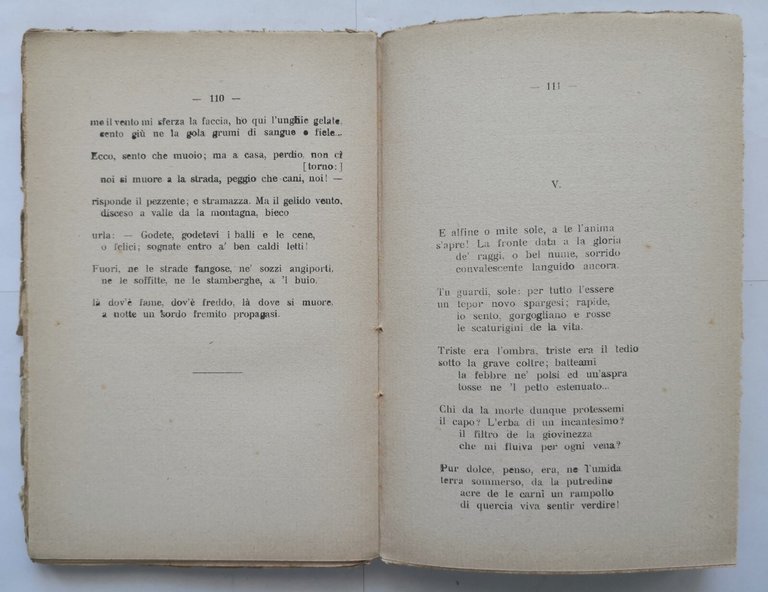 — 110 —
me il vento mi sferza la faccia, ho qui l'unghie gelate,
sento giù ne la gola grumi di sangue e fiele...
Ecco, sento che muoio; ma a casa, perdio, non ci
[torno:]
noi si muore a la strada, peggio che cani, noi! —
risponde il pezzente; e stramazza. Ma il gelido vento,
disceso a valle da la montagna, bieco
urla: — Godete, godetevi i balli e le cene,
o felici; sognate entro a' ben caldi letti!
Fuori, ne le strade fangose, ne' sozzi angiporti,
ne le soffitte, ne le stamberghe, a 'l buio,
là dov'è fame, dov'è freddo, là dove si muore,
a notte un sordo fremito propagasi.
— 111 —
V.
E alfine o mite sole, a te l'anima
s'apre! La fronte data a la gloria
de' raggi, o bel nume, sorrido
convalescente languido ancora.
Tu guardi, sole: per tutto l'essere
un tepor novo spargesi; rapide,
io sento, gorgogliano e rosse
le scaturigini de la vita.
Triste era l'ombra, triste era il tedio
sotto la grave coltre; batteami
la febbre ne' polsi ed un'aspra
tosse ne 'l petto estenuato...
Chi da la morte dunque protessemi
il capo? L'erba di un incantesimo?
il filtro de la giovinezza
che mi fluiva per ogni vena?
Pur dolce, penso, era, ne l'umida
terra sommerso, da la putredine
acre de le carni un rampollo
di quercia viva sentir verdire!